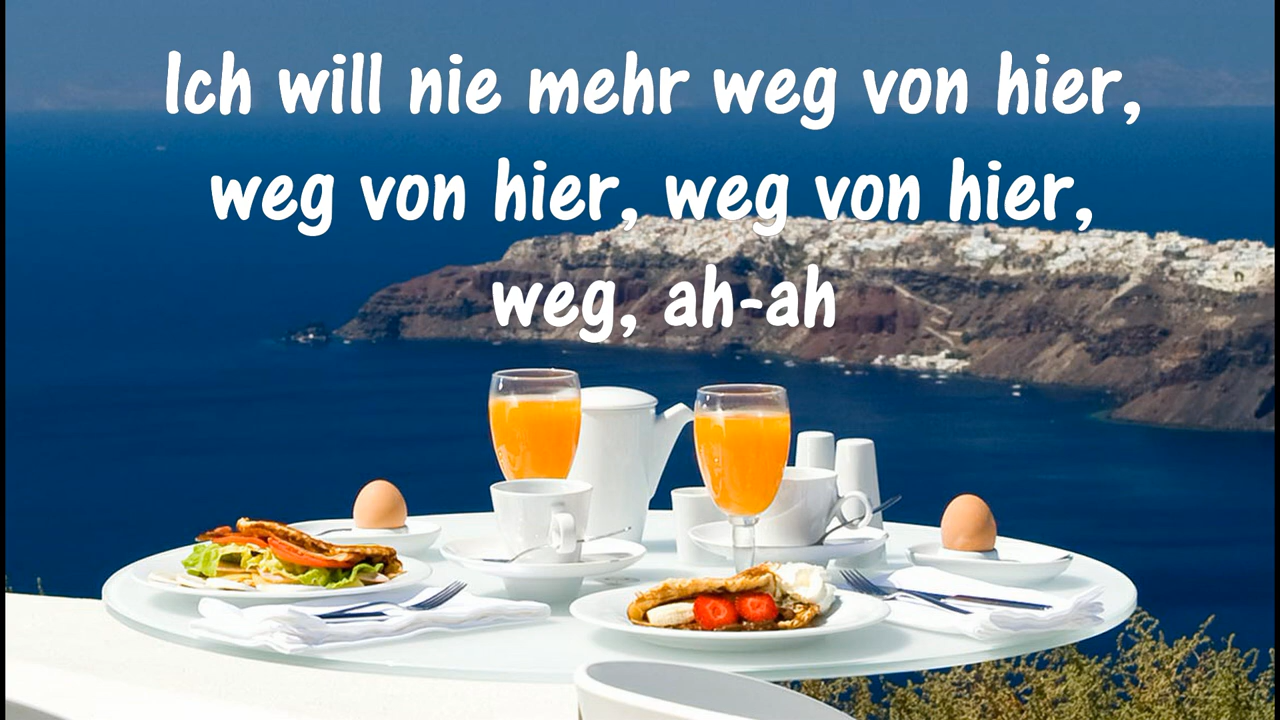 Ich will nie mehr weg von hier,
weg von hier, weg von hier,
weg, ah-ah